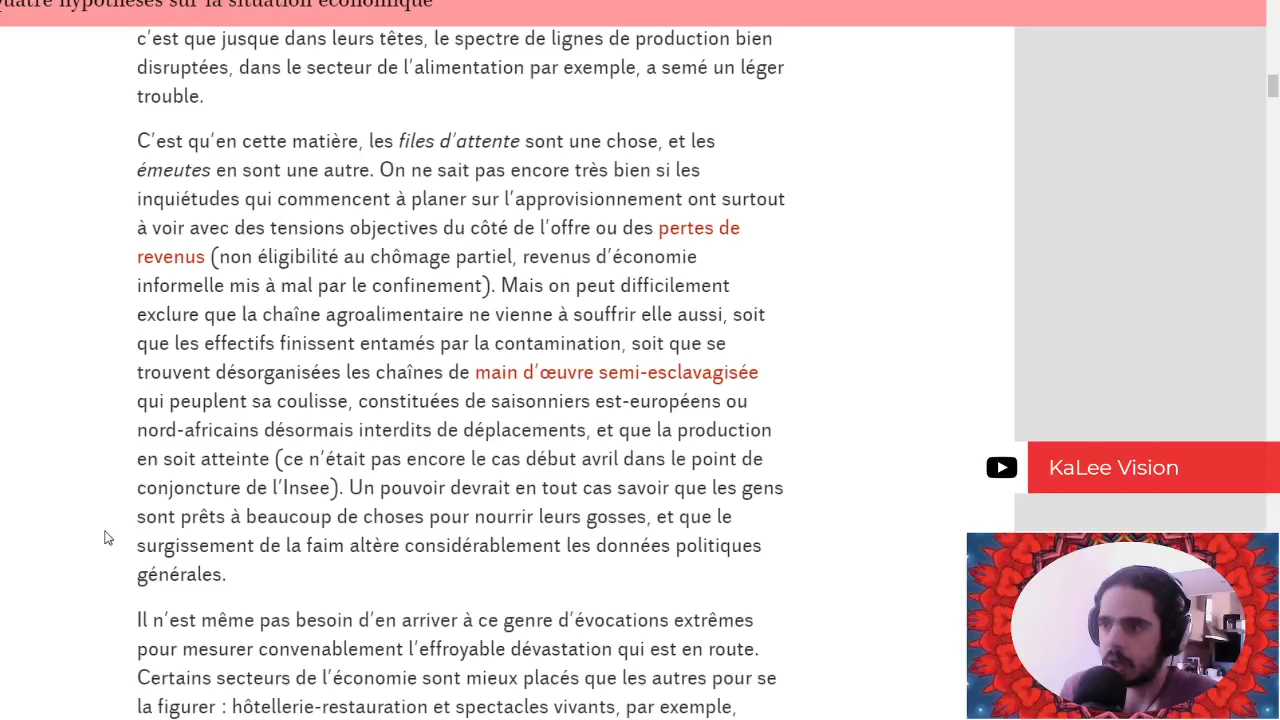 Quatre hypothèses sur la situation économique
c’est que jusque dans leurs têtes, le spectre de lignes de production bien
disruptées, dans le secteur de l’alimentation par exemple, a semé un léger
trouble.
C’est qu’en cette matière, les files d’attente sont une chose, et les
émeutes en sont une autre. On ne sait pas encore très bien si les
inquiétudes qui commencent à planer sur l’approvisionnement ont surtout
à voir avec des tensions objectives du côté de l’offre ou des pertes de
revenus (non éligibilité au chômage partiel, revenus d’économie
informelle mis à mal par le confinement). Mais on peut difficilement
exclure que la chaîne agroalimentaire ne vienne à souffrir elle aussi, soit
que les effectifs finissent entamés par la contamination, soit que se
trouvent désorganisées les chaînes de main d’œuvre semi-esclavagisée
qui peuplent sa coulisse, constituées de saisonniers est-européens ou
nord-africains désormais interdits de déplacements, et que la production
en soit atteinte (ce n’était pas encore le cas début avril dans le point de
conjoncture de l’Insee). Un pouvoir devrait en tout cas savoir que les gens
sont prêts à beaucoup de choses pour nourrir leurs gosses, et que le
surgissement de la faim altère considérablement les données politiques
générales.
Il n’est même pas besoin d’en arriver à ce genre d’évocations extrêmes
pour mesurer convenablement l’effroyable dévastation qui est en route.
Certains secteurs de l’économie sont mieux placés que les autres pour se
la figurer : hôtellerie-restauration et spectacles vivants, par exemple,
KaLee Vision